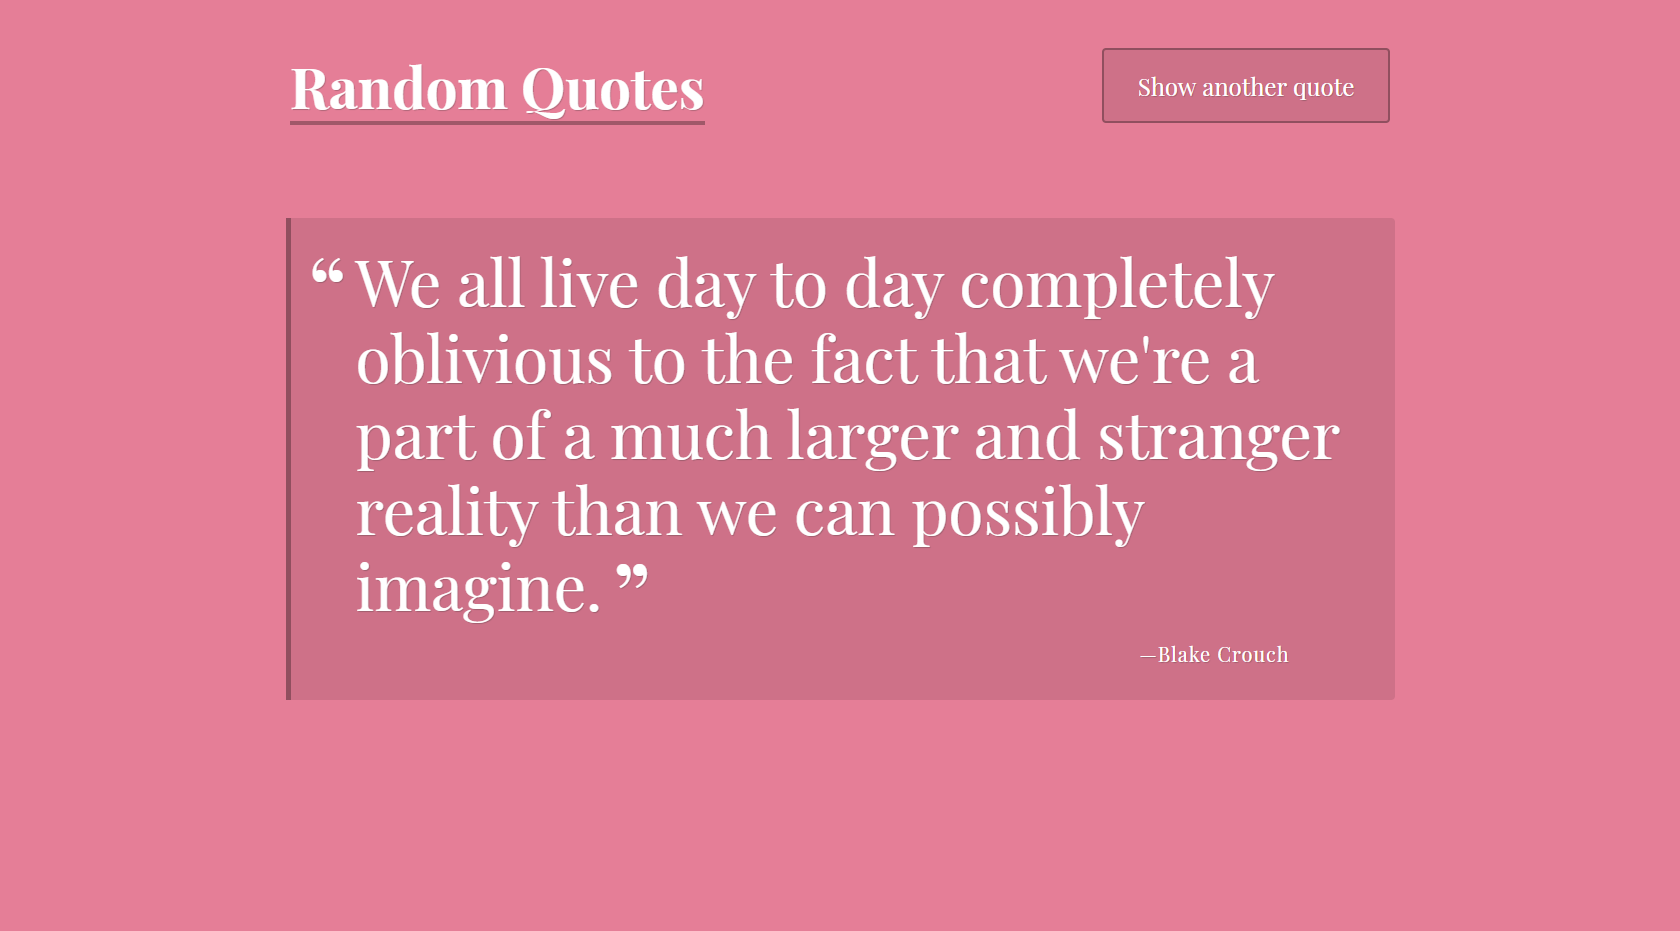 Random Quotes
Show another quote
“We all live day to day completely
oblivious to the fact that we're a
part of a much larger and stranger
reality than we can possibly
imagine.”
—Blake Crouch